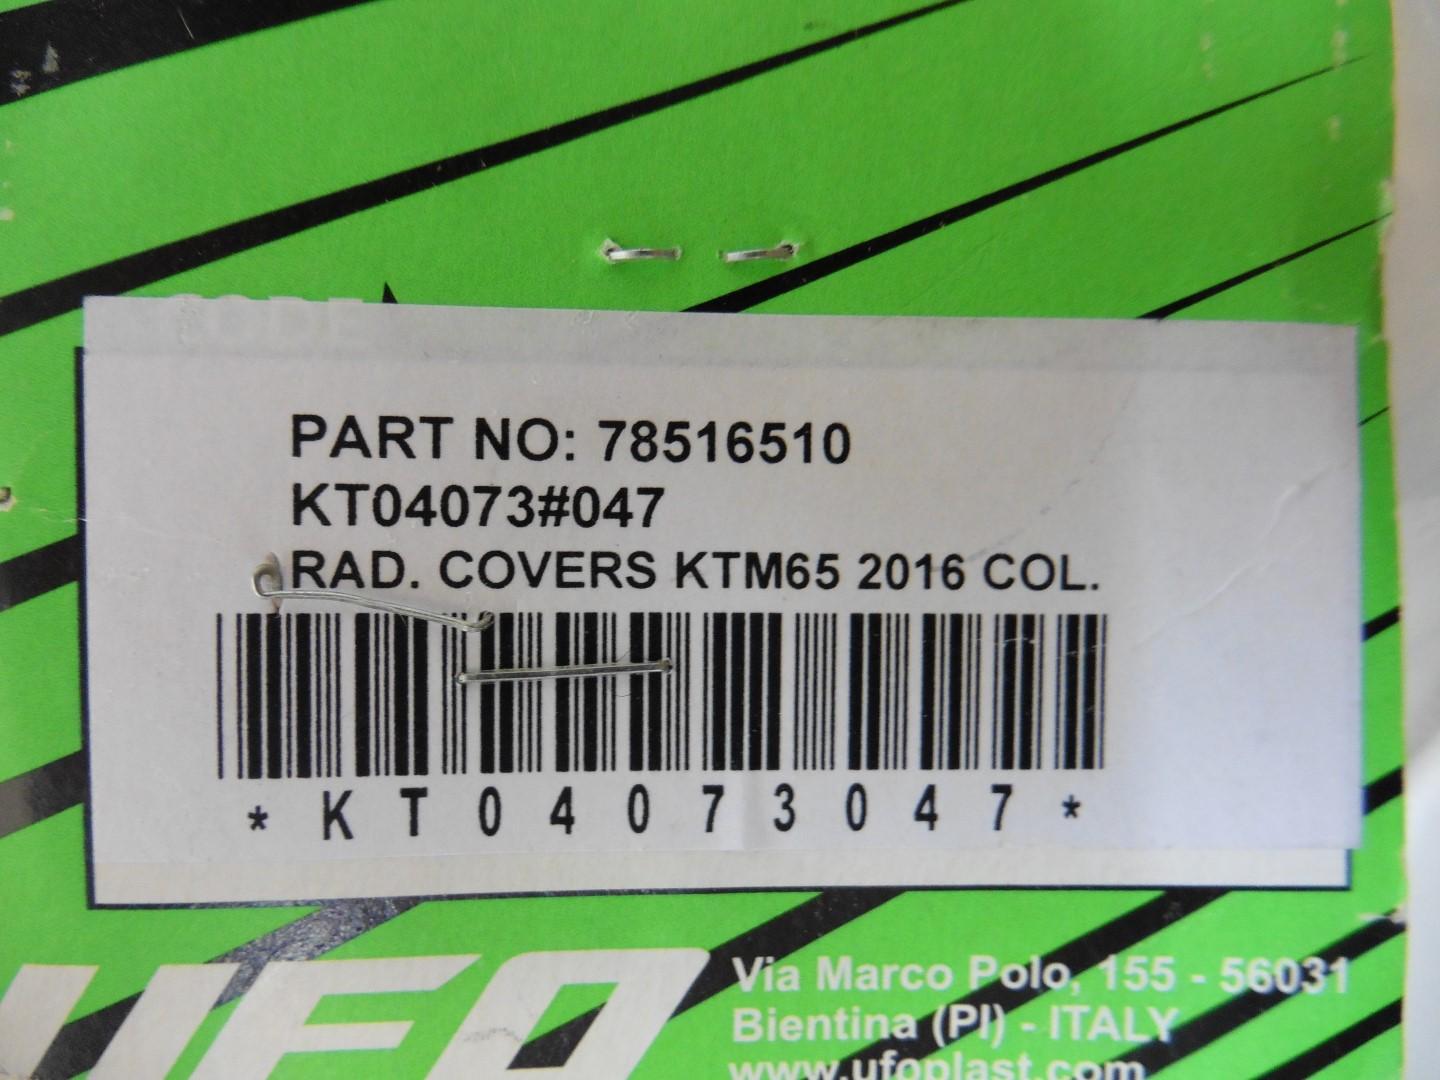 CODE
PART NO: 78516510
KT04073#047
RAD. COVERS KTM65 2016 COL.
*KT04073047*
UFO
Via Marco Polo, 155 - 56031
Bientina (PI) - ITALY
www.ufoplast.com